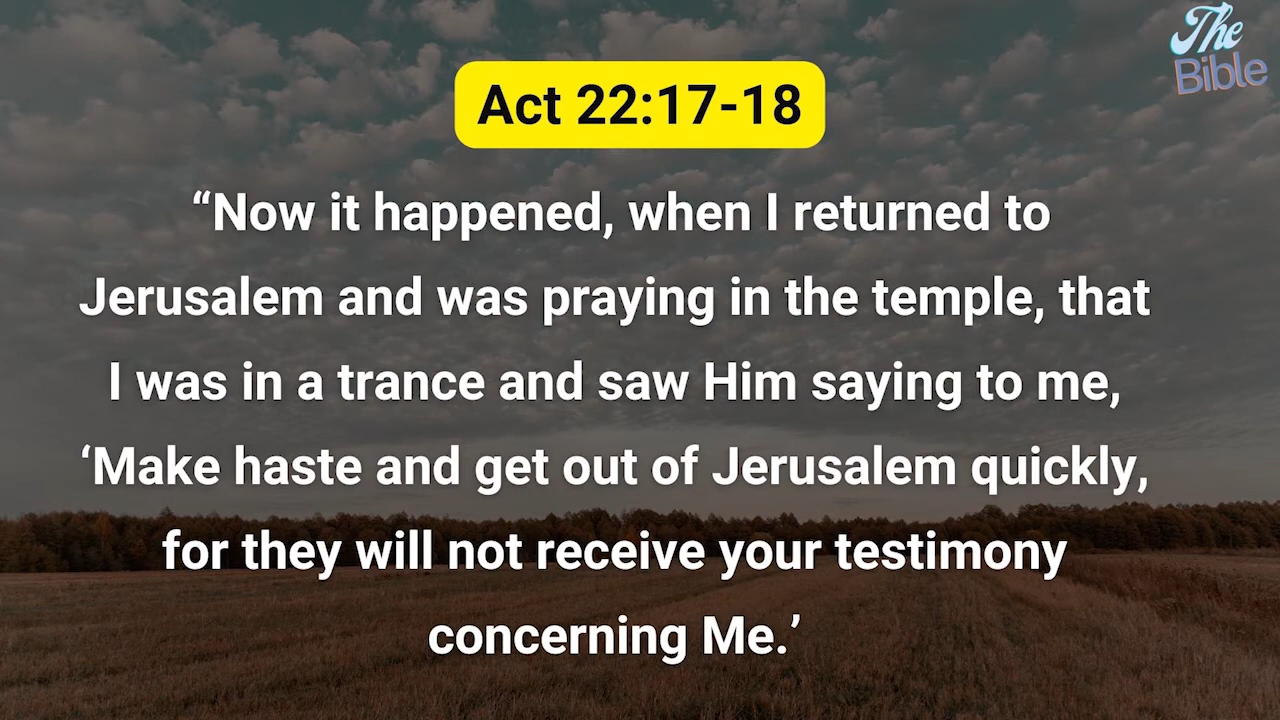 The
Bible
Act 22:17-18
“Now it happened, when I returned to
Jerusalem and was praying in the temple, that
I was in a trance and saw Him saying to me,
‘Make haste and get out of Jerusalem quickly,
for they will not receive your testimony
concerning Me.’